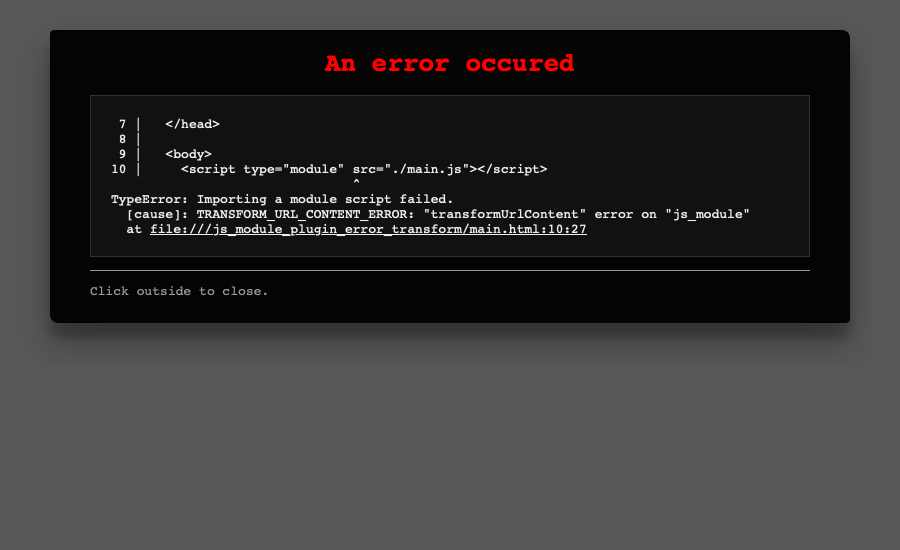 An error occured
 7 |   </head>
 8 |
 9 |   <body>
10 |     <script type="module" src="./main.js"></script>
                               ^
TypeError: Importing a module script failed.
  [cause]: TRANSFORM_URL_CONTENT_ERROR: "transformUrlContent" error on "js_module"
  at file:///js_module_plugin_error_transform/main.html:10:27
Click outside to close.